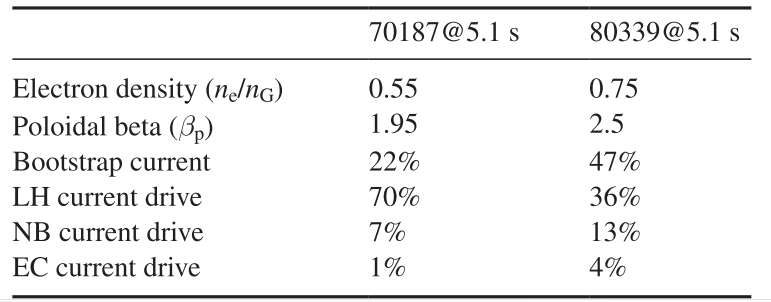 70187@5.1 s 80339@5.1 s
Electron density (nₑ/n_G) 0.55 0.75
Poloidal beta (βₚ) 1.95 2.5
Bootstrap current 22% 47%
LH current drive 70% 36%
NB current drive 7% 13%
EC current drive 1% 4%